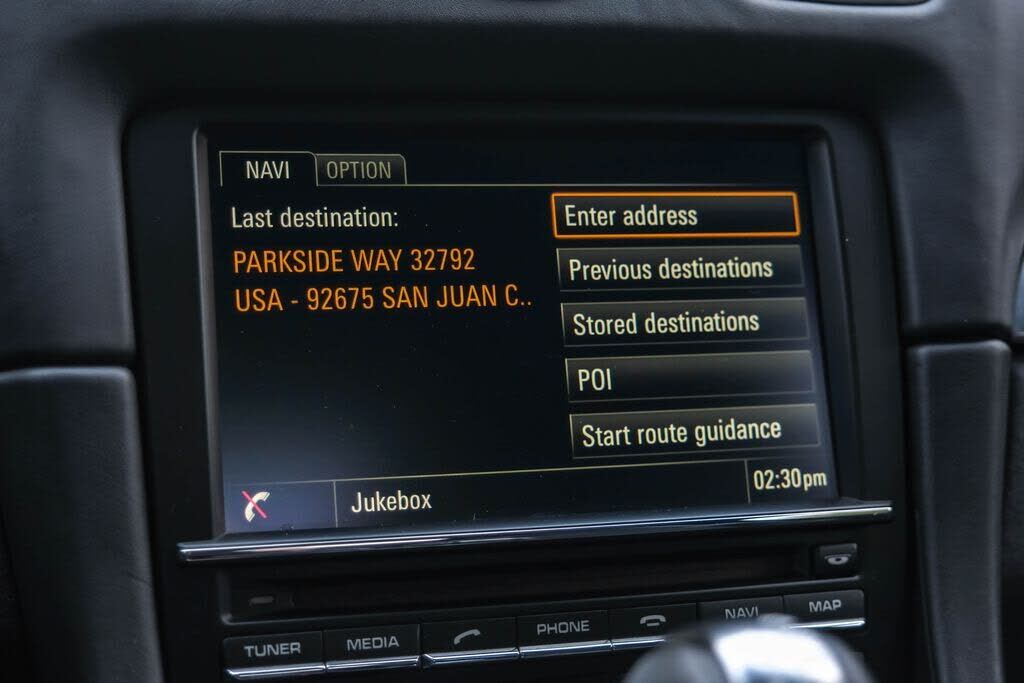 NAVI OPTION
Last destination:
PARKSIDE WAY 32792
USA - 92675 SAN JUAN C..
Enter address
Previous destinations
Stored destinations
POI
Start route guidance
Jukebox
02:30pm
TUNER MEDIA PHONE NAVI MAP